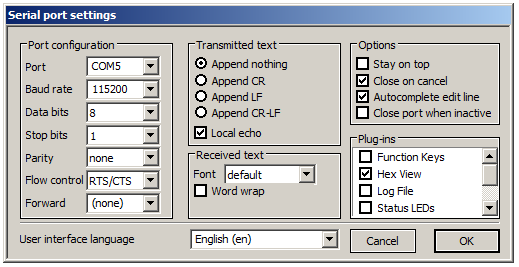 Serial port settings
Port configuration
Port COM5
Baud rate 115200
Data bits 8
Stop bits 1
Parity none
Flow control RTS/CTS
Forward (none)
Transmitted text
Append nothing
Append CR
Append LF
Append CR-LF
Local echo
Received text
Font default
Word wrap
Options
Stay on top
Close on cancel
Autocomplete edit line
Close port when inactive
Plug-ins
Function Keys
Hex View
Log File
Status LEDs
User interface language English (en)
Cancel
OK